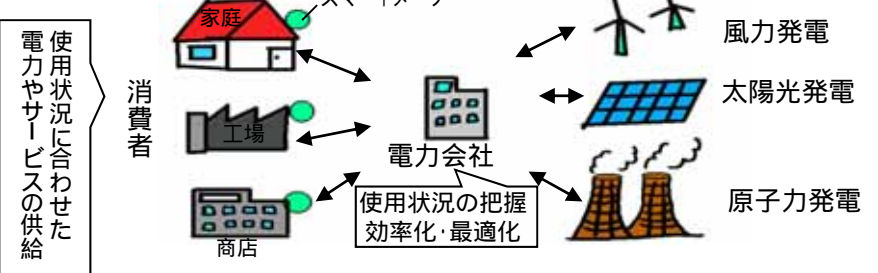 使用状況に合わせた
電力やサービスの供給
消費者
家庭
工場
商店
電力会社
使用状況の把握
効率化･最適化
風力発電
太陽光発電
原子力発電